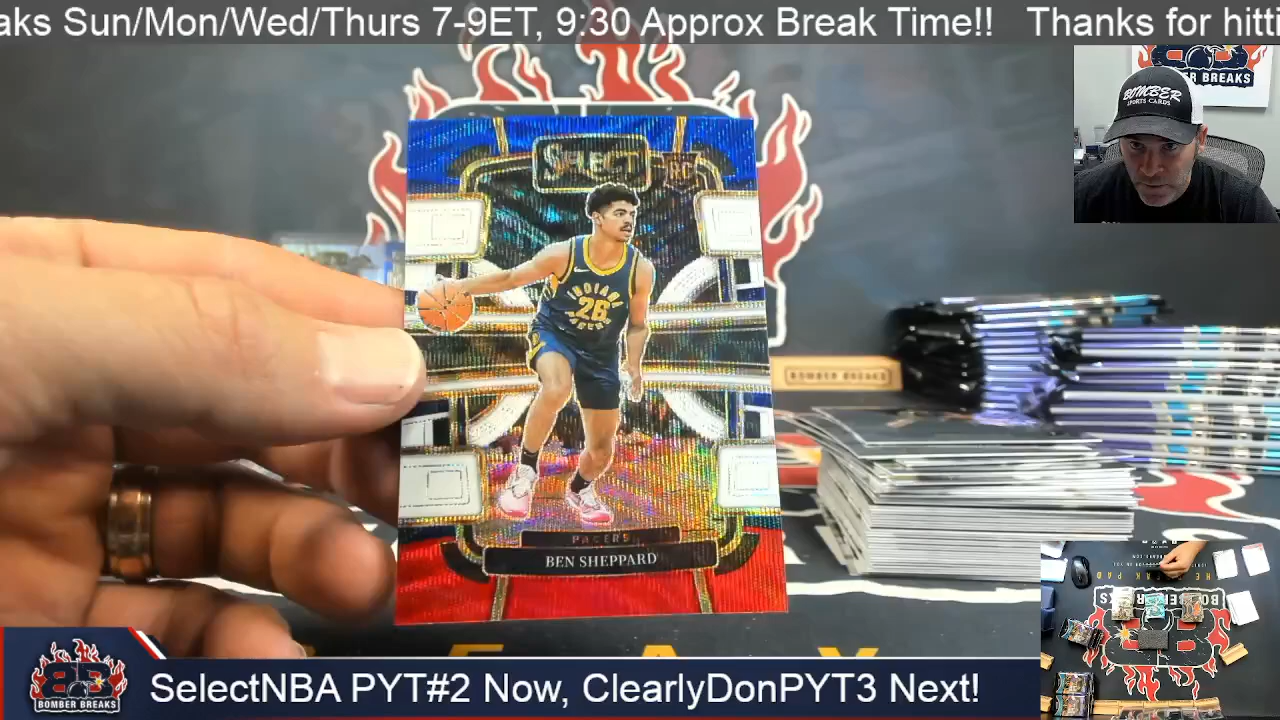 aks Sun/Mon/Wed/Thurs 7-9ET, 9:30 Approx Break Time!! Thanks for hitti
BOMBER BREAKS
BOMBER
SPORTS CARDS
SELECT
RC
INDIANA
26
PACERS
BOMBER BREAKS
PACERS
BEN SHEPPARD
BB
BOMBER BREAKS
SelectNBA PYT#2 Now, ClearlyDonPYT3 Next!